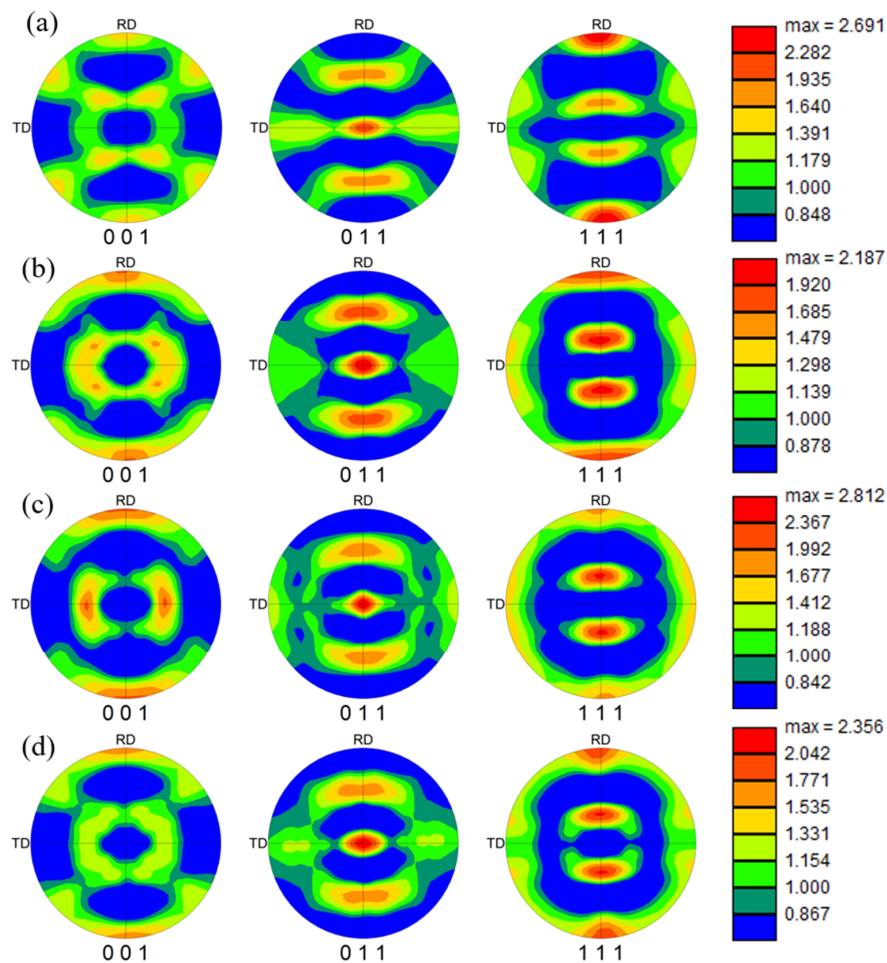 (a)
RD RD RD
TD TD TD
0 0 1 0 1 1 1 1 1
max = 2.691
2.282
1.935
1.640
1.391
1.179
1.000
0.848
(b)
RD RD RD
TD TD TD
0 0 1 0 1 1 1 1 1
max = 2.187
1.920
1.685
1.479
1.298
1.139
1.000
0.878
(c)
RD RD RD
TD TD TD
0 0 1 0 1 1 1 1 1
max = 2.812
2.367
1.992
1.677
1.412
1.188
1.000
0.842
(d)
RD RD RD
TD TD TD
0 0 1 0 1 1 1 1 1
max = 2.356
2.042
1.771
1.535
1.331
1.154
1.000
0.867